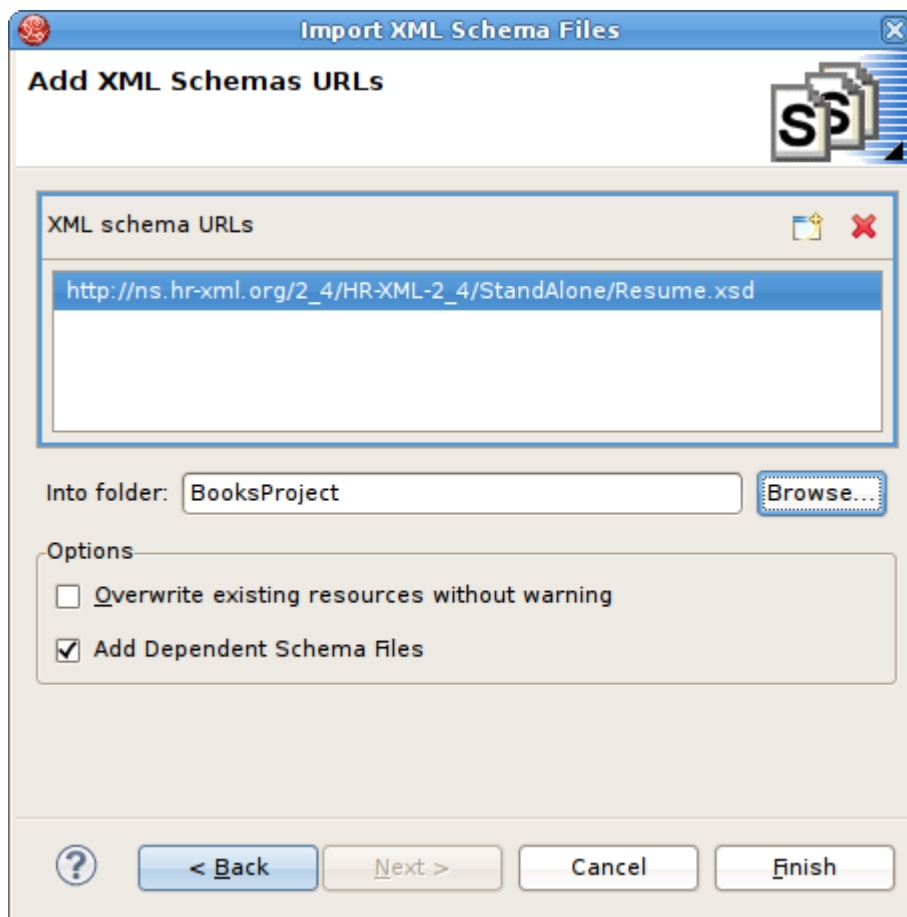 Import XML Schema Files
Add XML Schemas URLs
S S
XML schema URLs
http://ns.hr-xml.org/2_4/HR-XML-2_4/StandAlone/Resume.xsd
Into folder: BooksProject Browse...
Options
Overwrite existing resources without warning
Add Dependent Schema Files
? < Back Next > Cancel Finish